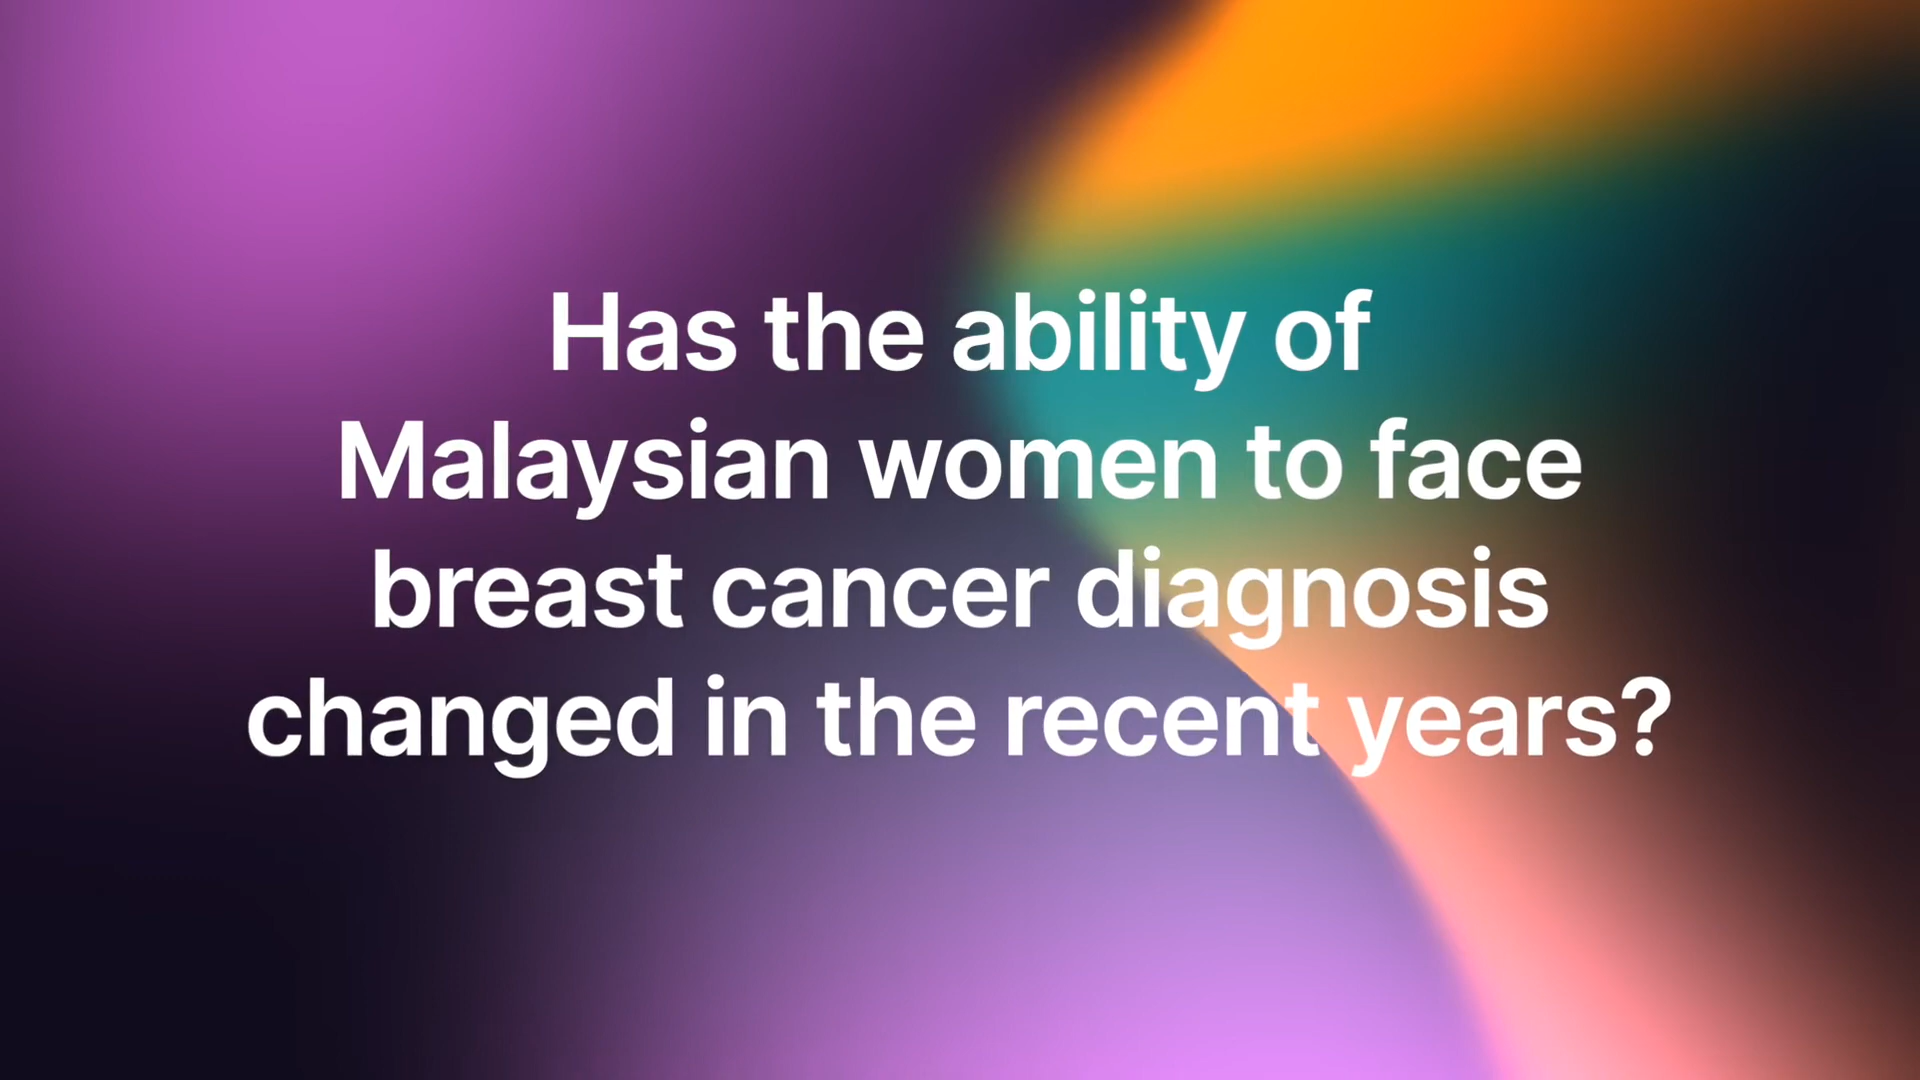 Has the ability of
Malaysian women to face
breast cancer diagnosis
changed in the recent years?